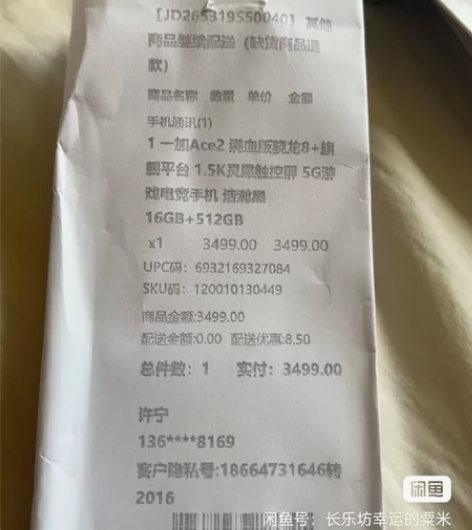 【JD265319550040】其他
商品继续配送（缺货商品退
款）
商品名称 数量 单价 金额
手机通讯(1)
1 一加Ace2 满血版骁龙8+旗
舰平台 1.5K灵犀触控屏 5G游
戏电竞手机 浩瀚黑
16GB+512GB
x1 3499.00 3499.00
UPC码：6932169327084
SKU码：120010130449
商品金额:3499.00
配送金额:0.00 配送优惠:8.50
总件数：1 实付：3499.00
许宁
136****8169
客户隐私号:18664731646转
2016
闲鱼
闲鱼号：长乐坊幸运的粟米